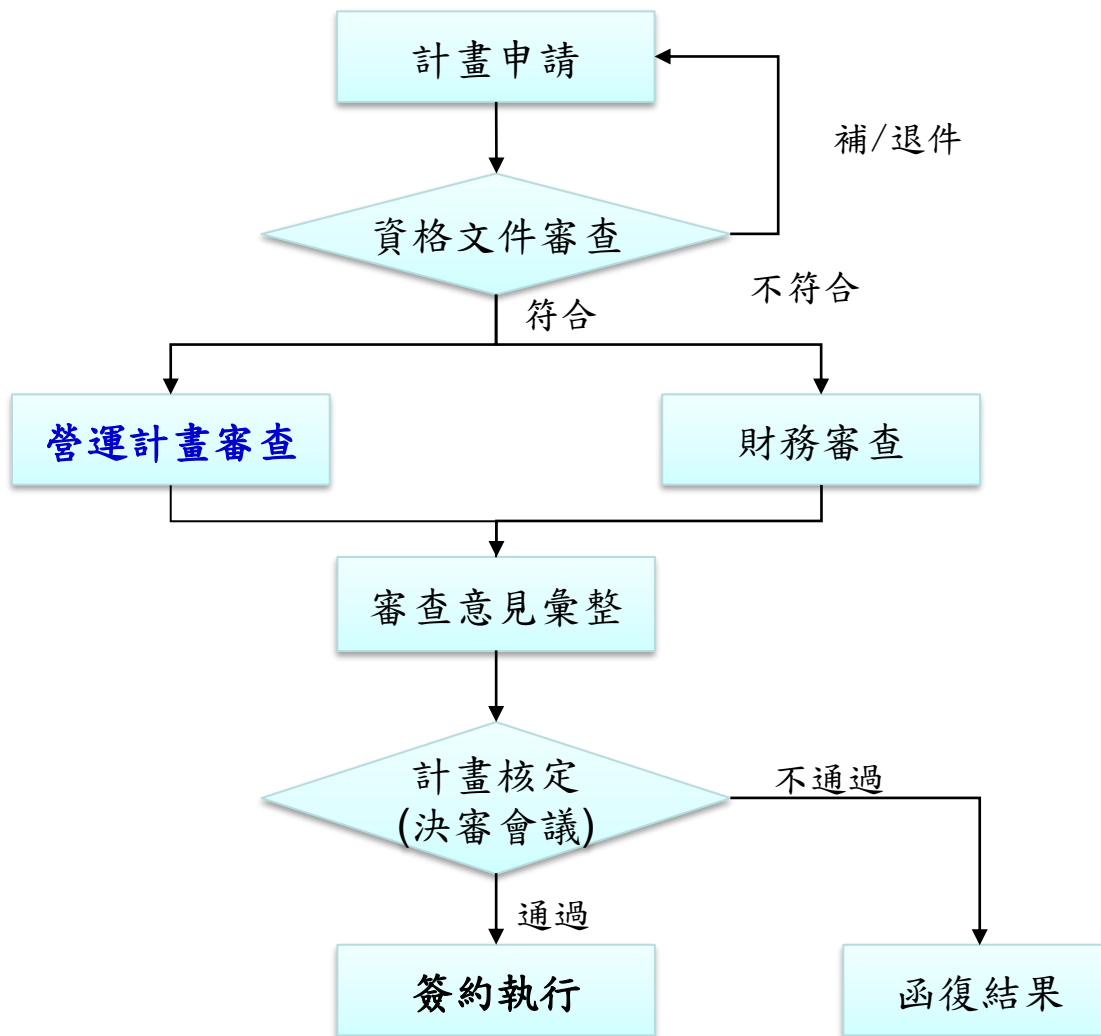 計畫申請
補/退件
資格文件審查
不符合
符合
營運計畫審查
財務審查
審查意見彙整
計畫核定
(決審會議)
不通過
通過
簽約執行
函復結果